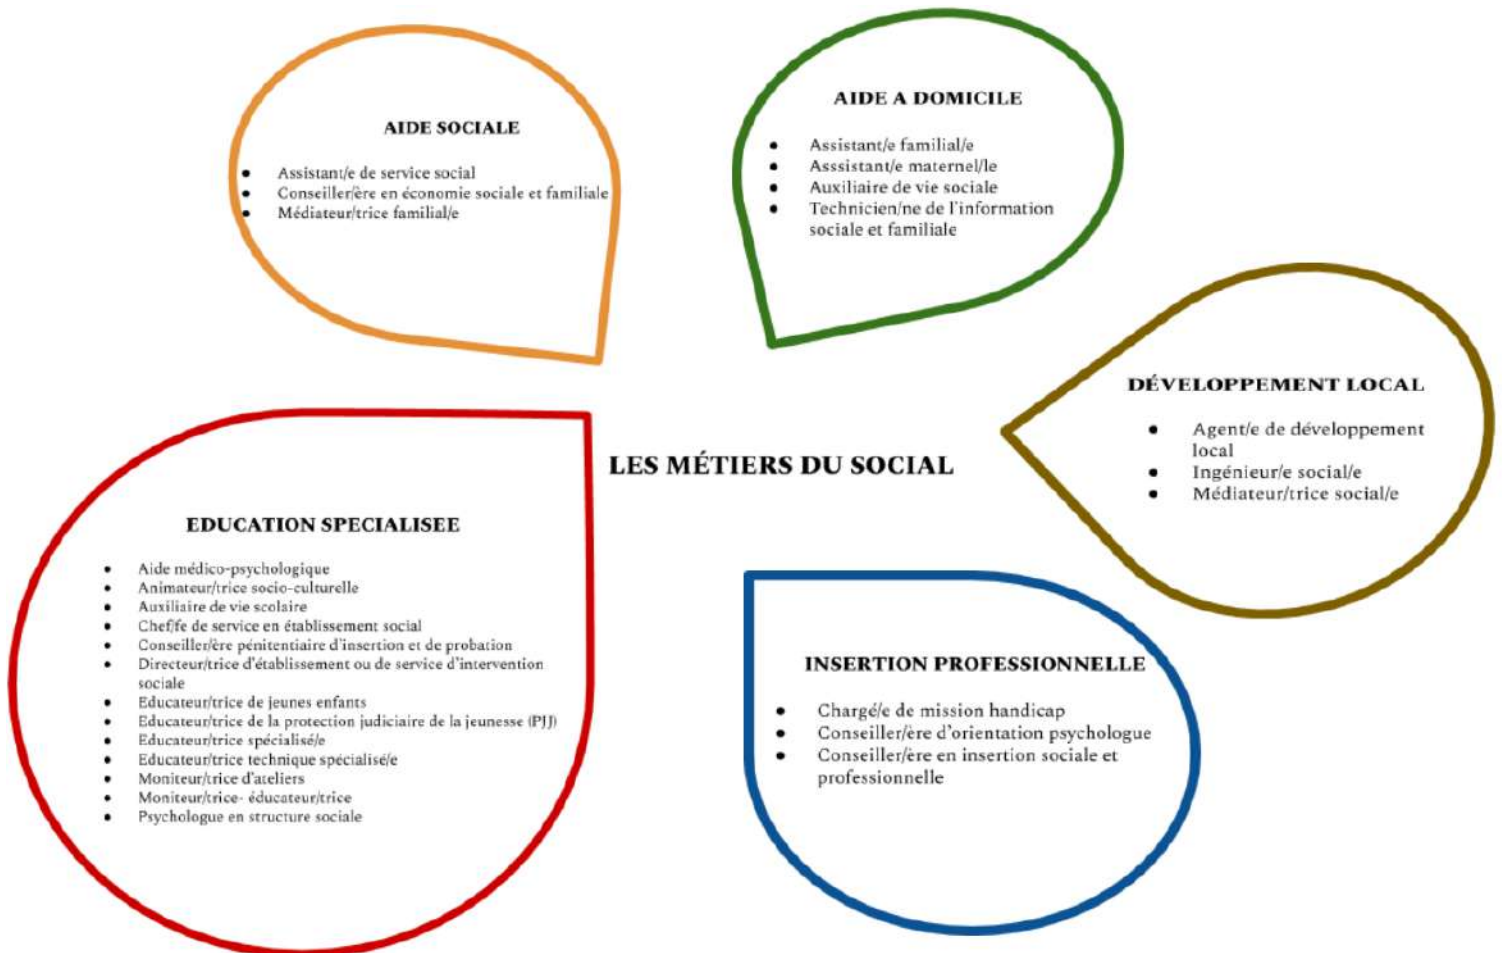 AIDE SOCIALE
• Assistant/e de service social
• Conseiller/ère en économie sociale et familiale
• Médiateur/trice familial/e
AIDE A DOMICILE
• Assistant/e familial/e
• Asssistant/e maternel/le
• Auxiliaire de vie sociale
• Technicien/ne de l'information
sociale et familiale
DÉVELOPPEMENT LOCAL
• Agent/e de développement
local
• Ingénieur/e social/e
• Médiateur/trice social/e
LES MÉTIERS DU SOCIAL
EDUCATION SPECIALISEE
• Aide médico-psychologique
• Animateur/trice socio-culturelle
• Auxiliaire de vie scolaire
• Chef/fe de service en établissement social
• Conseiller/ère pénitentiaire d'insertion et de probation
• Directeur/trice d'établissement ou de service d'intervention
sociale
• Educateur/trice de jeunes enfants
• Educateur/trice de la protection judiciaire de la jeunesse (PJJ)
• Educateur/trice spécialisé/e
• Educateur/trice technique spécialisé/e
• Moniteur/trice d'ateliers
• Moniteur/trice- éducateur/trice
• Psychologue en structure sociale
INSERTION PROFESSIONNELLE
• Chargé/e de mission handicap
• Conseiller/ère d'orientation psychologue
• Conseiller/ère en insertion sociale et
professionnelle